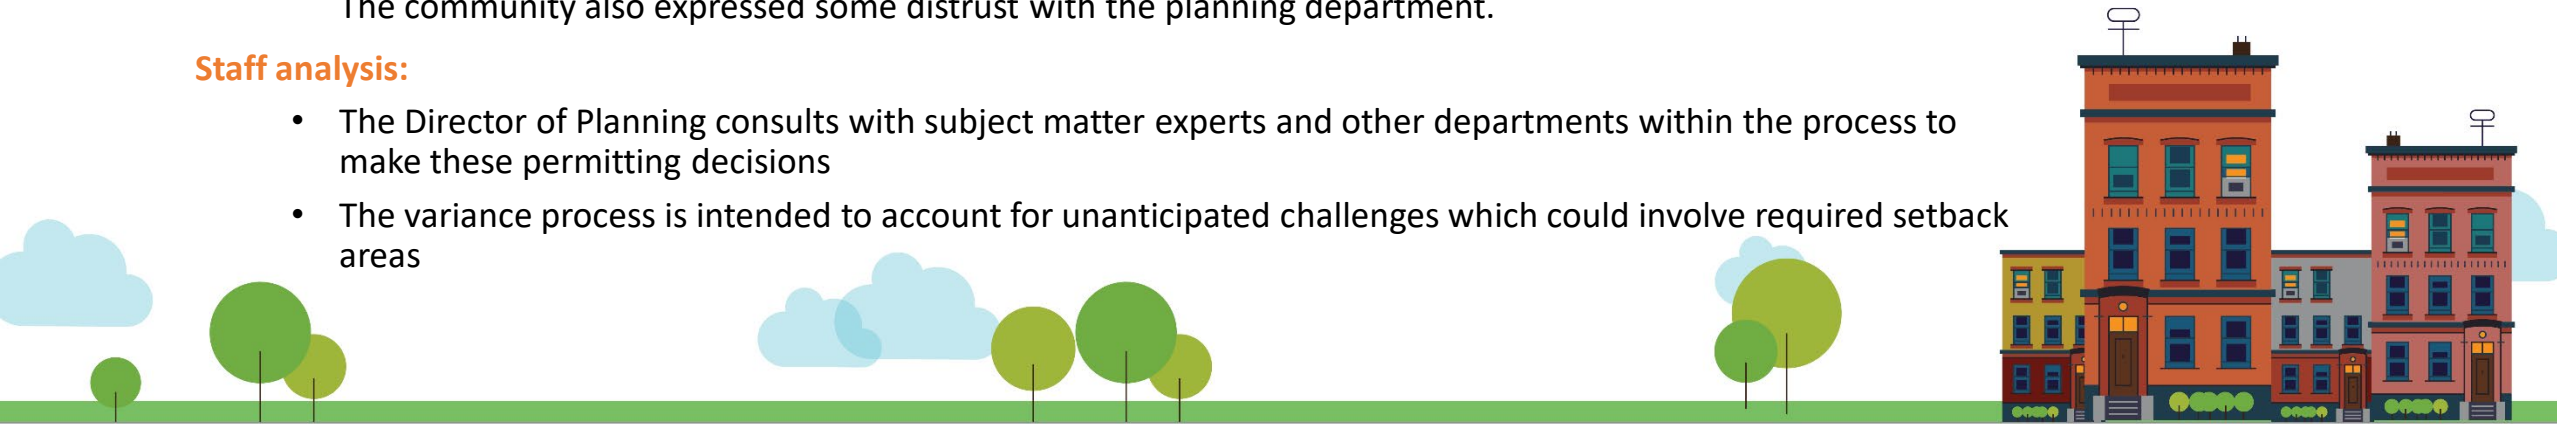 The community also expressed some distrust with the planning department.
Staff analysis:
• The Director of Planning consults with subject matter experts and other departments within the process to
make these permitting decisions
• The variance process is intended to account for unanticipated challenges which could involve required setback
areas